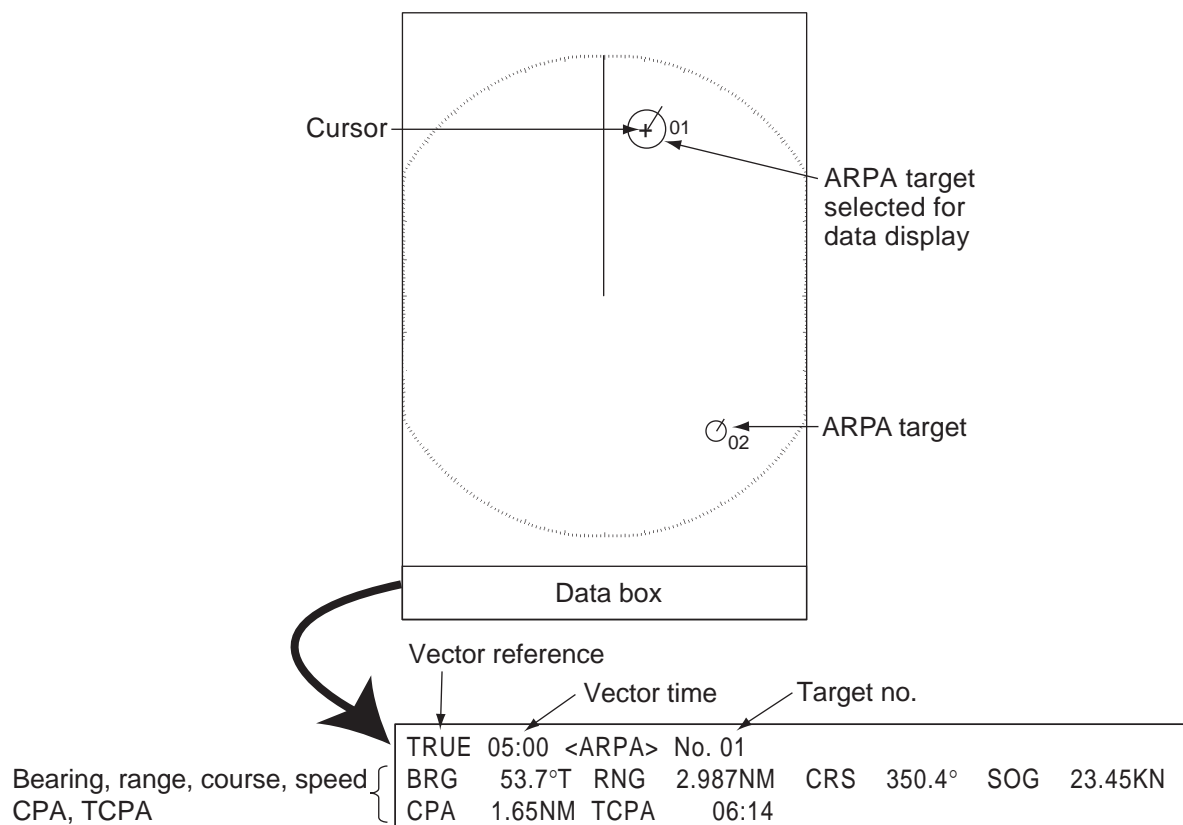 Cursor
01
ARPA target
selected for
data display
ARPA target
02
Data box
Vector reference
Vector time
Target no.
TRUE 05:00 <ARPA> No. 01
Bearing, range, course, speed
CPA, TCPA
BRG 53.7°T RNG 2.987NM CRS 350.4° SOG 23.45KN
CPA 1.65NM TCPA 06:14